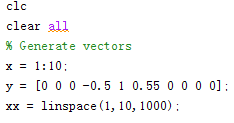 clc
clear all
% Generate vectors
x = 1:10;
y = [0 0 0 -0.5 1 0.55 0 0 0 0];
xx = linspace(1,10,1000);